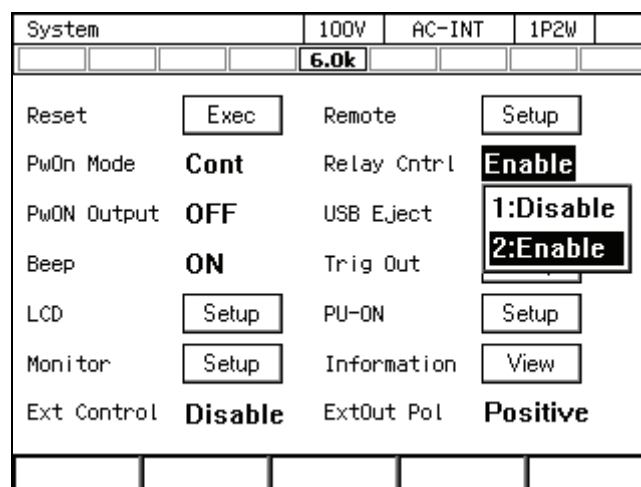 System 100V AC-INT 1P2W
6.0k
Reset Exec Remote Setup
PwOn Mode Cont Relay Cntrl Enable
PwON Output OFF USB Eject 1:Disable
2:Enable
Beep ON Trig Out
LCD Setup PU-ON Setup
Monitor Setup Information View
Ext Control Disable ExtOut Pol Positive